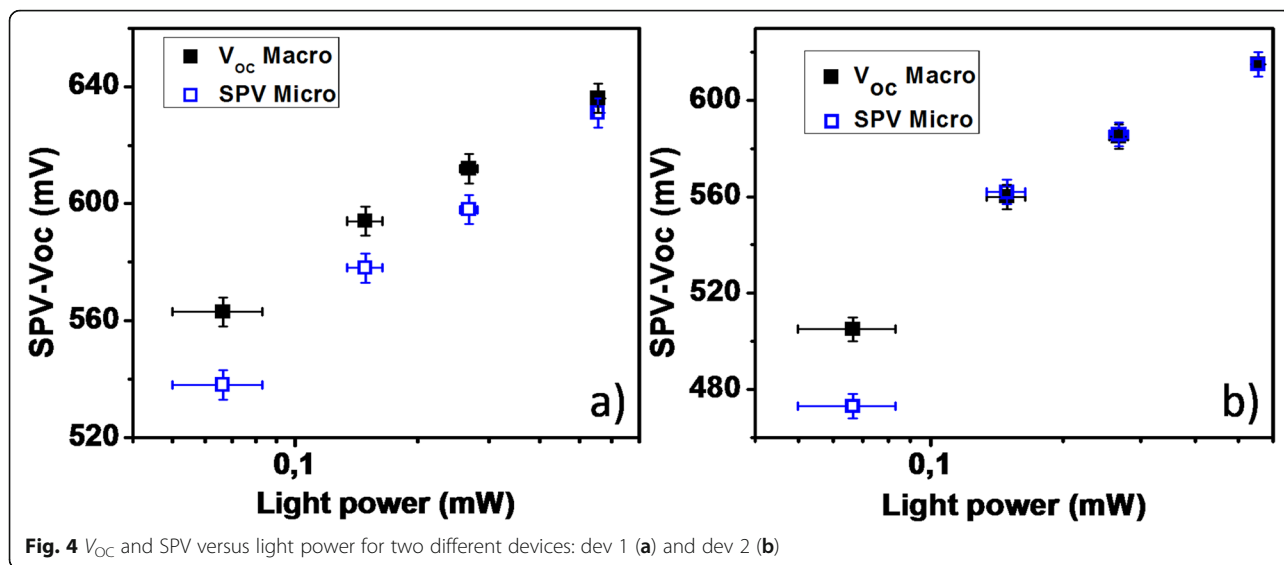 V_OC Macro
SPV Micro
640
600
560
520
SPV-Voc (mV)
0,1
Light power (mW)
a)
V_OC Macro
SPV Micro
600
560
520
480
SPV-Voc (mV)
0,1
Light power (mW)
b)
Fig. 4 V_OC and SPV versus light power for two different devices: dev 1 (a) and dev 2 (b)